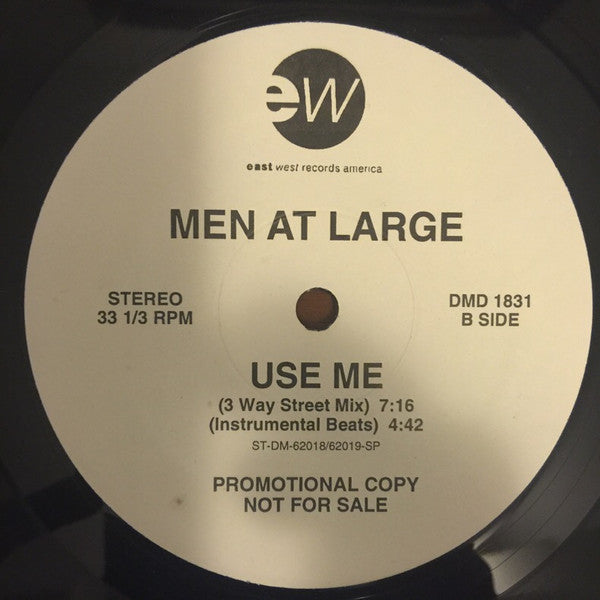 ew
east west records america
MEN AT LARGE
STEREO
33 1/3 RPM
DMD 1831
B SIDE
USE ME
(3 Way Street Mix) 7:16
(Instrumental Beats) 4:42
ST-DM-62018/62019-SP
PROMOTIONAL COPY
NOT FOR SALE